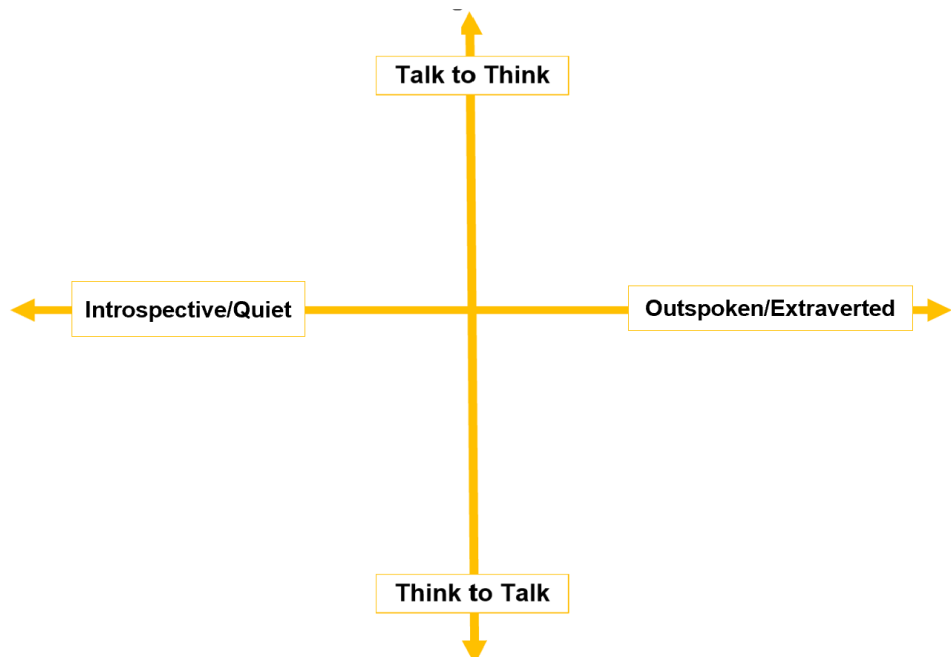 Talk to Think
Introspective/Quiet
Outspoken/Extraverted
Think to Talk